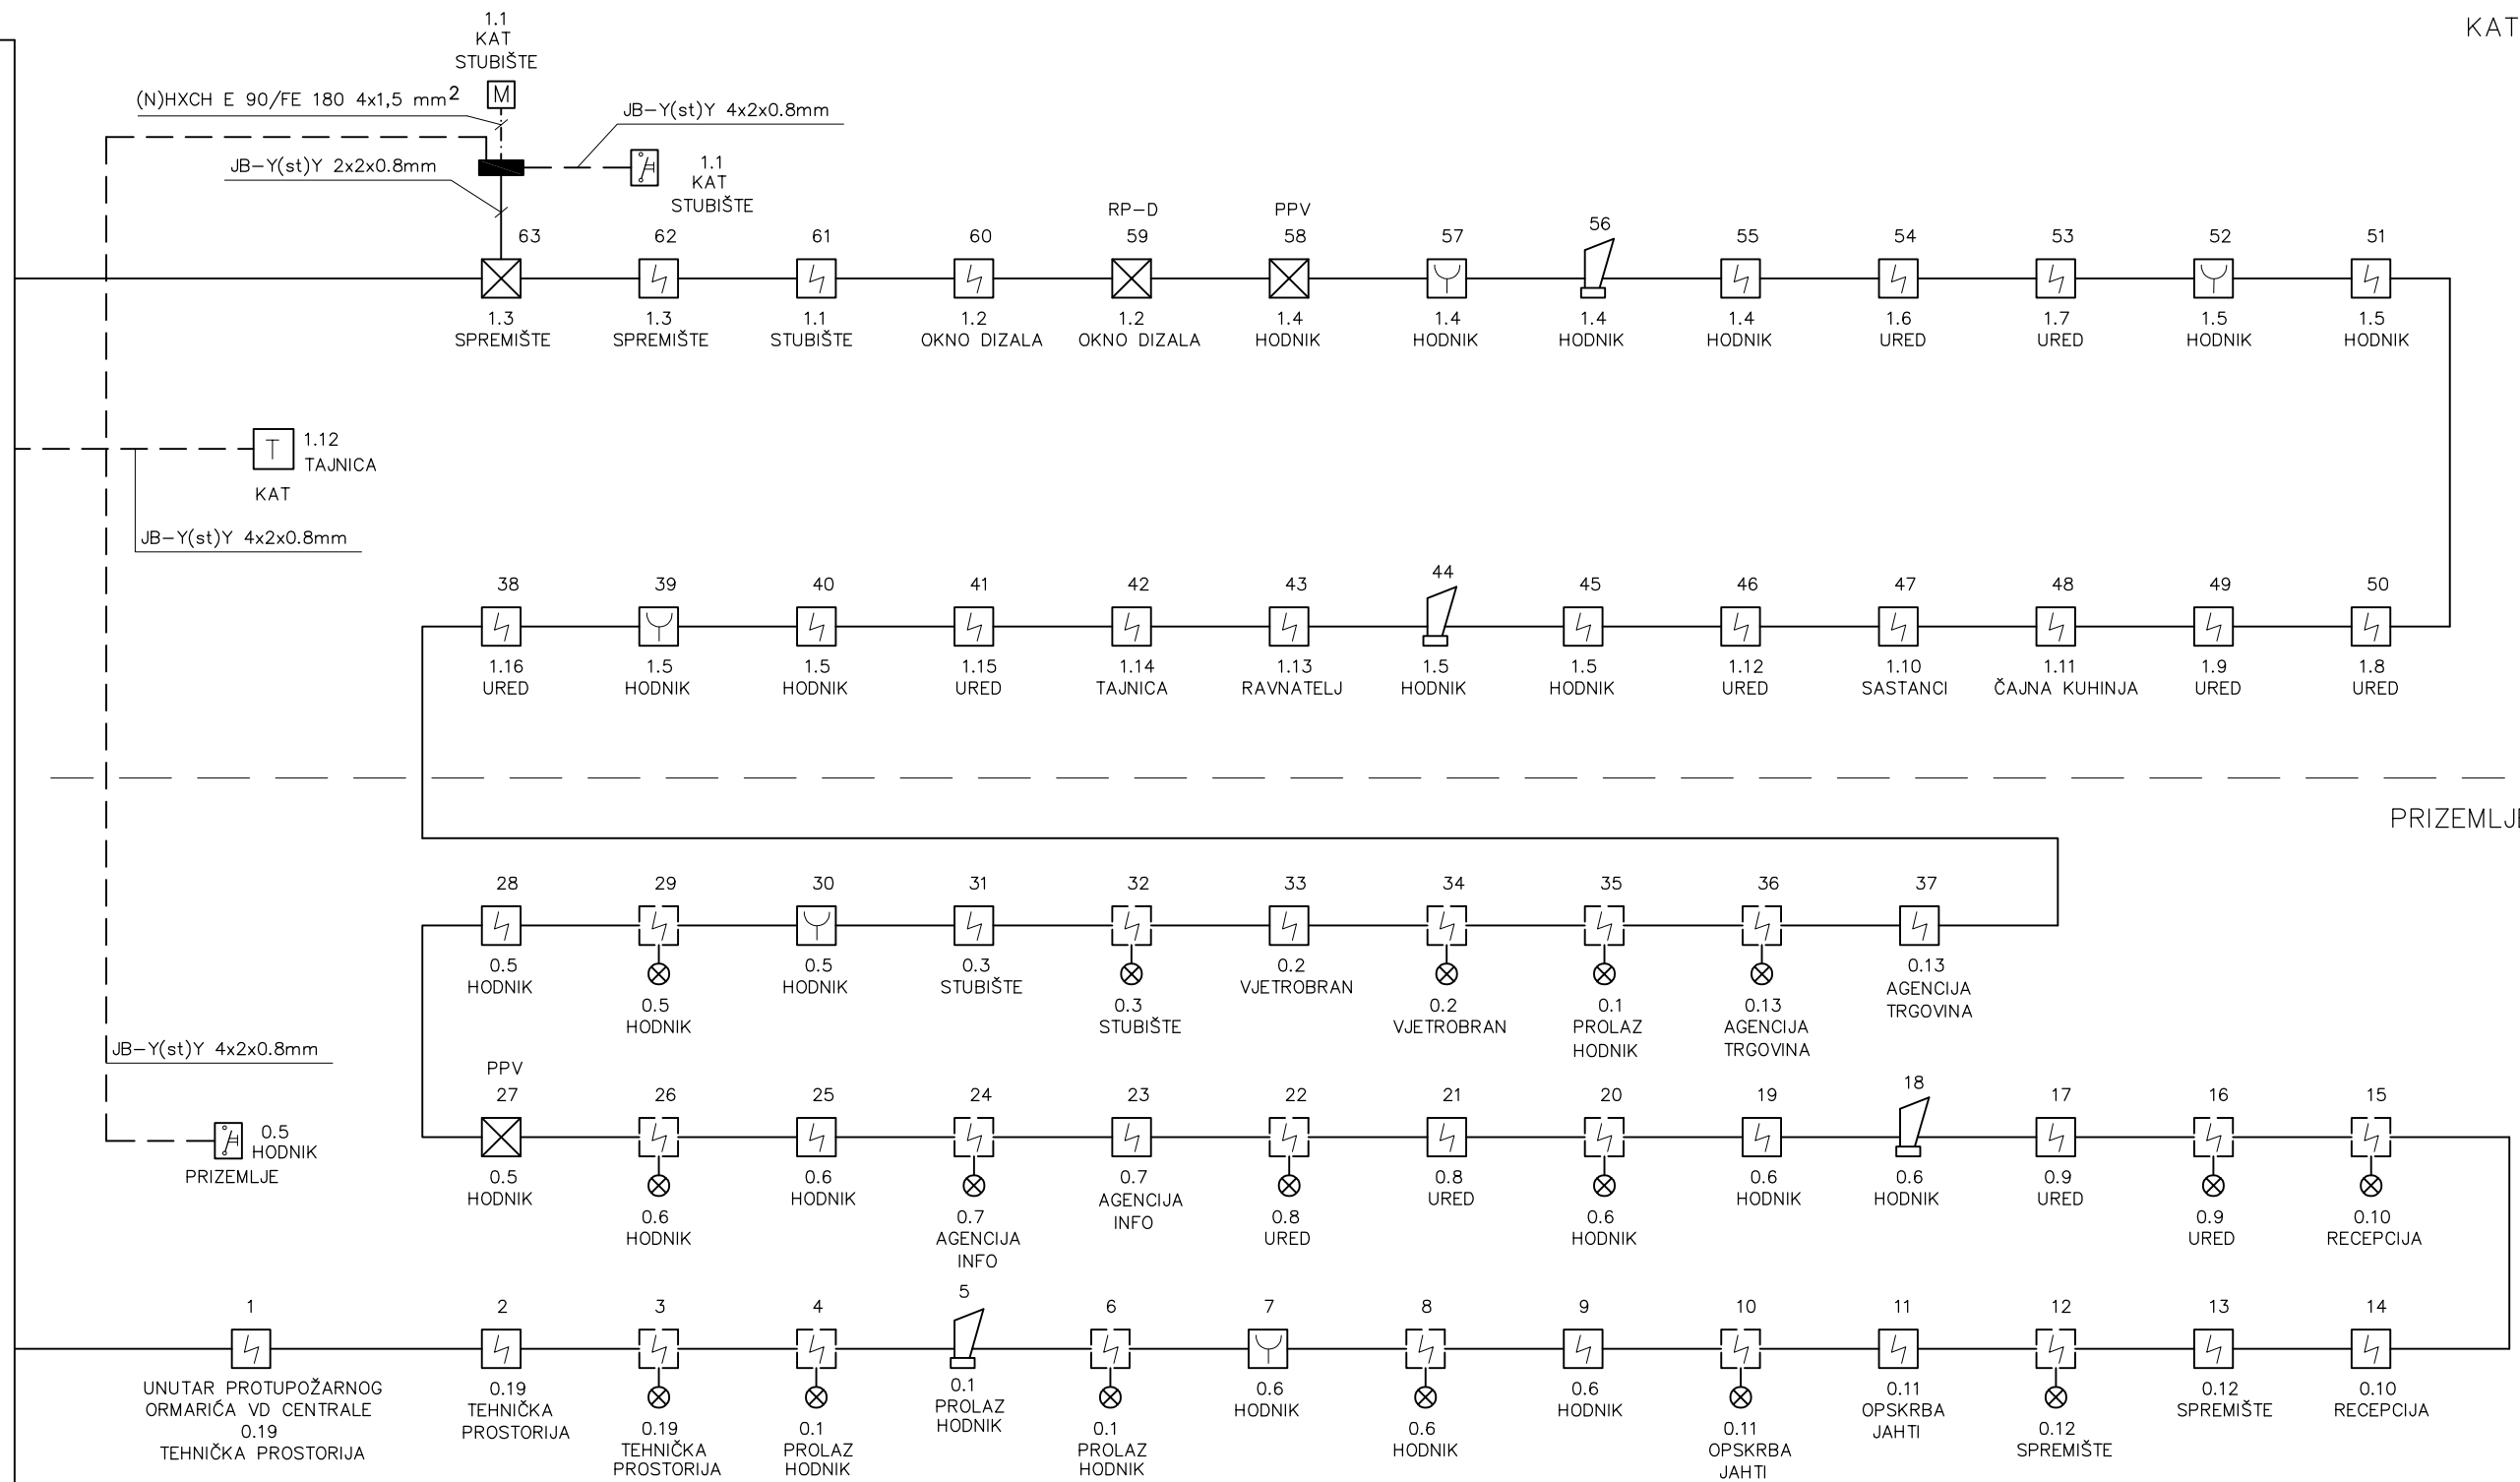 KAT
1.1
KAT
STUBIŠTE
(N)HXCH E 90/FE 180 4x1,5 mm2
M
JB-Y(st)Y 4x2x0.8mm
JB-Y(st)Y 2x2x0.8mm
1.1
KAT
STUBIŠTE
RP-D PPV
63 62 61 60 59 58 57 56 55 54 53 52 51
1.3 1.3 1.1 1.2 1.2 1.4 1.4 1.4 1.4 1.6 1.7 1.5 1.5
SPREMIŠTE SPREMIŠTE STUBIŠTE OKNO DIZALA OKNO DIZALA HODNIK HODNIK HODNIK HODNIK URED URED HODNIK HODNIK
T
1.12
TAJNICA
KAT
JB-Y(st)Y 4x2x0.8mm
38 39 40 41 42 43 44 45 46 47 48 49 50
1.16 1.5 1.5 1.15 1.14 1.13 1.5 1.5 1.12 1.10 1.11 1.9 1.8
URED HODNIK HODNIK URED TAJNICA RAVNATELJ HODNIK HODNIK URED SASTANCI ČAJNA KUHINJA URED URED
PRIZEMLJE
28 29 30 31 32 33 34 35 36 37
0.5 0.5 0.3 0.2 0.13
HODNIK HODNIK STUBIŠTE VJETROBRAN AGENCIJA
TRGOVINA
0.5 0.3 0.2 0.1 0.13
HODNIK STUBIŠTE VJETROBRAN PROLAZ AGENCIJA
HODNIK TRGOVINA
JB-Y(st)Y 4x2x0.8mm
0.5
HODNIK
PRIZEMLJE
PPV
27 26 25 24 23 22 21 20 19 18 17 16 15
0.5 0.6 0.7 0.8 0.6 0.6 0.9
HODNIK HODNIK AGENCIJA URED HODNIK HODNIK URED
INFO
0.6 0.7 0.8 0.6 0.9 0.10
HODNIK AGENCIJA URED HODNIK URED RECEPCIJA
INFO
1 2 3 4 5 6 7 8 9 10 11 12 13 14
UNUTAR PROTUPOŽARNOG
ORMARIĆA VD CENTRALE
0.19
TEHNIČKA PROSTORIJA
0.19
TEHNIČKA
PROSTORIJA
0.19
TEHNIČKA
PROSTORIJA
0.1
PROLAZ
HODNIK
0.1
PROLAZ
HODNIK
0.1
PROLAZ
HODNIK
0.6
HODNIK
0.6
HODNIK
0.6
HODNIK
0.11
OPSKRBA
JAHTI
0.11
OPSKRBA
JAHTI
0.12
SPREMIŠTE
0.12
SPREMIŠTE
0.10
RECEPCIJA